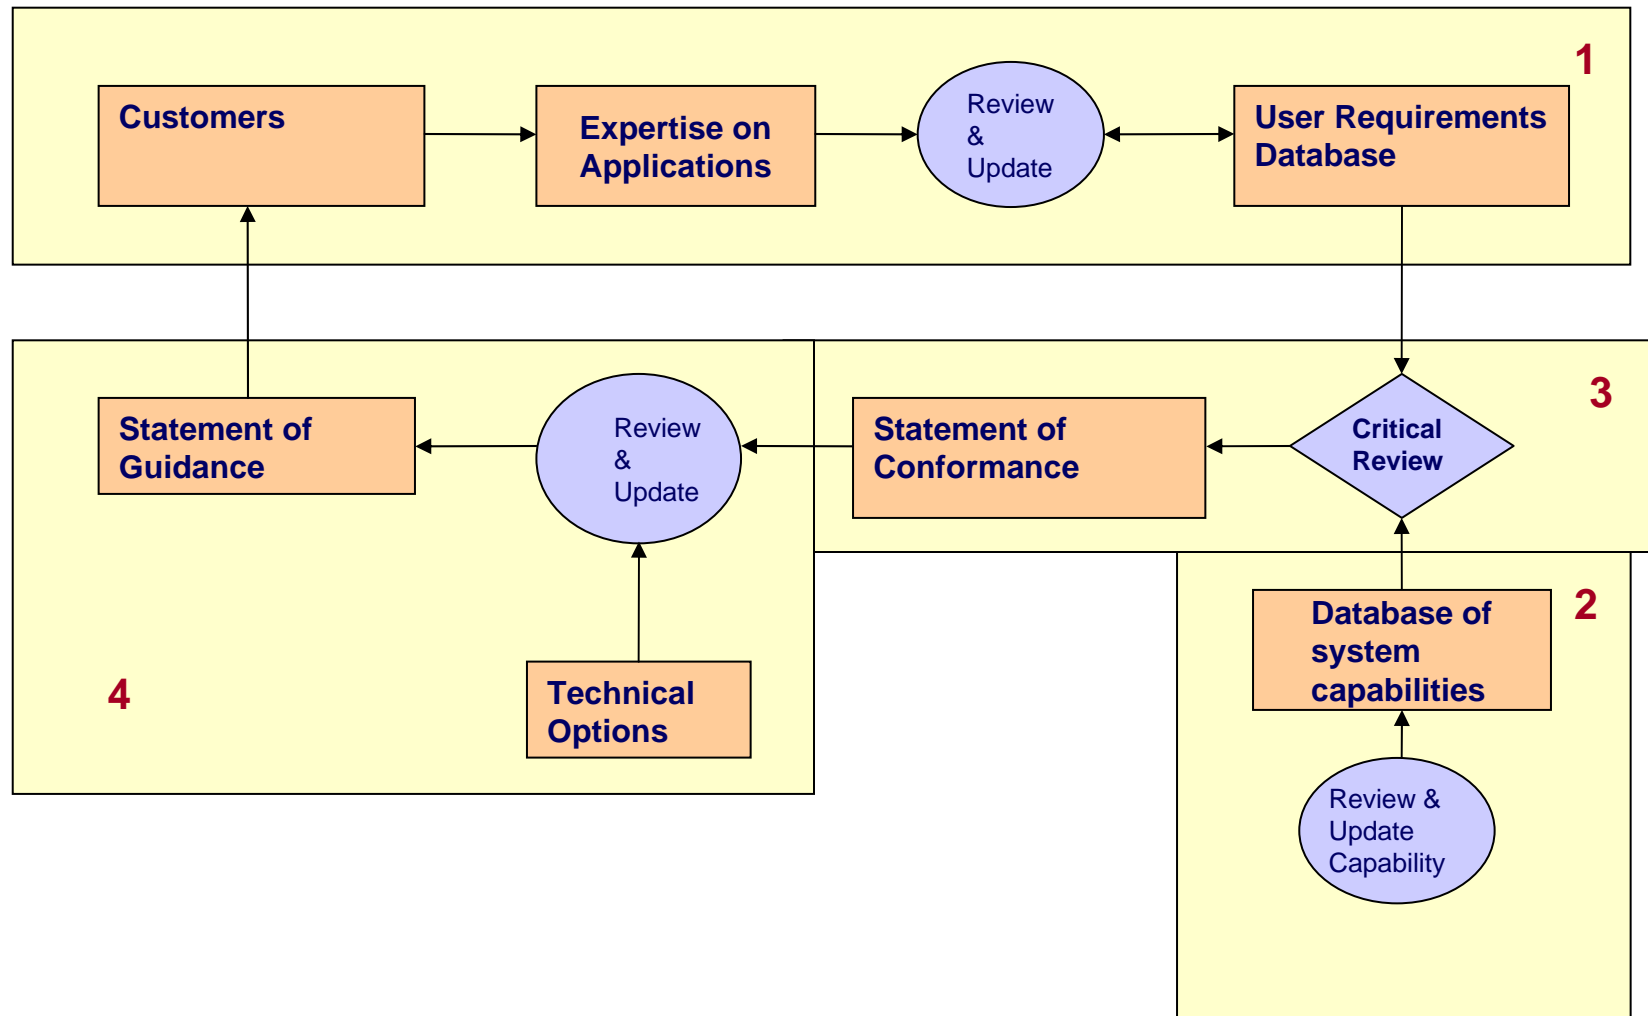 1
Customers
Expertise on
Applications
Review
&
Update
User Requirements
Database
3
Statement of
Guidance
Review
&
Update
Statement of
Conformance
Critical
Review
2
Database of
system
capabilities
4
Technical
Options
Review &
Update
Capability